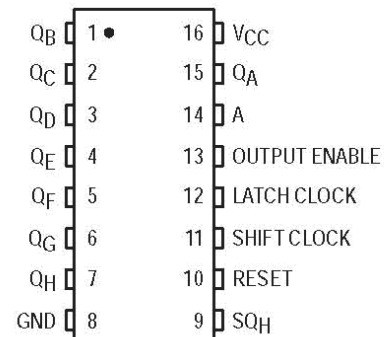 QB 1 16 VCC
QC 2 15 QA
QD 3 14 A
QE 4 13 OUTPUT ENABLE
QF 5 12 LATCH CLOCK
QG 6 11 SHIFT CLOCK
QH 7 10 RESET
GND 8 9 SQH